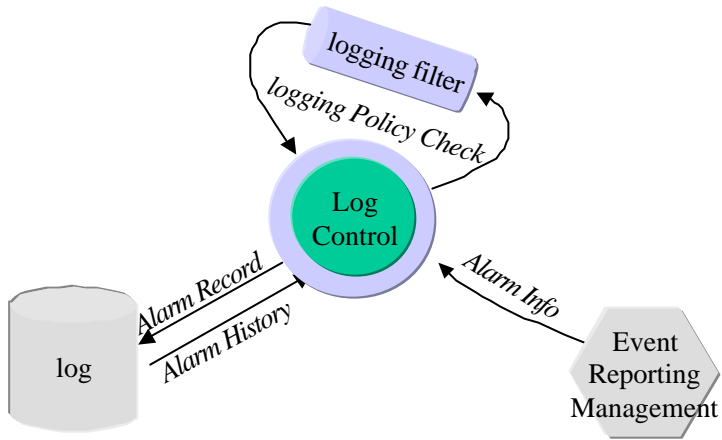 logging filter
logging Policy Check
Log
Control
Alarm Record
Alarm History
Alarm Info
log
Event
Reporting
Management